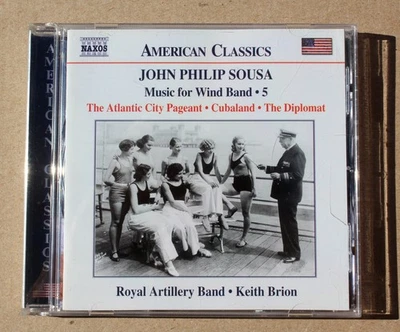 NAXOS
AMERICAN CLASSICS
AMERICAN CLASSICS
JOHN PHILIP SOUSA
Music for Wind Band • 5
The Atlantic City Pageant • Cubaland • The Diplomat
Royal Artillery Band • Keith Brion